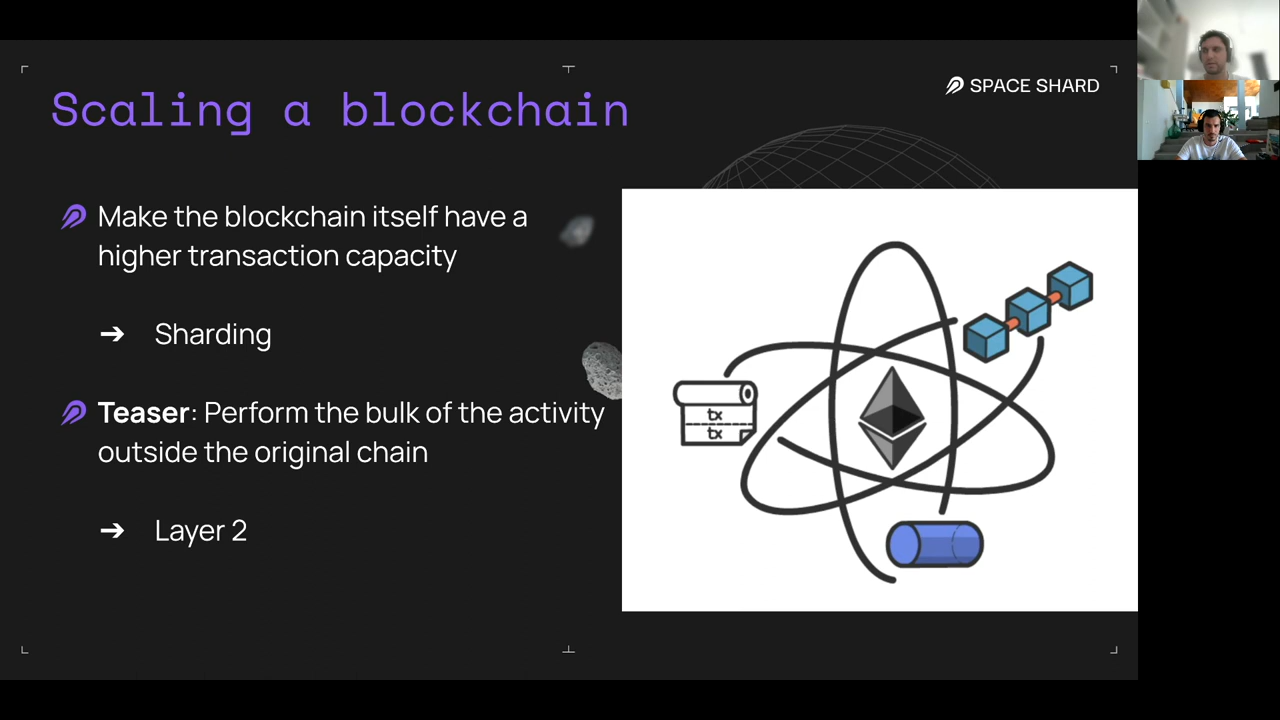 Scaling a blockchain
SPACE SHARD
Make the blockchain itself have a
higher transaction capacity
➔ Sharding
Teaser: Perform the bulk of the activity
outside the original chain
➔ Layer 2
tx
tx